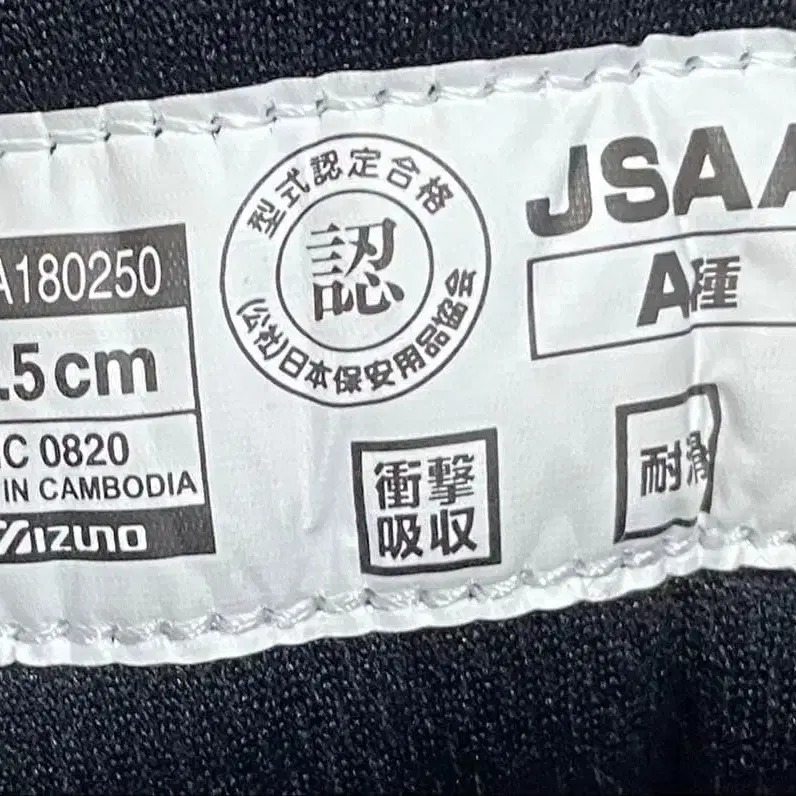 A180250
.5cm
C 0820
IN CAMBODIA
MIZUNO
型式認定合格
認
(公社)日本保安用品協会
JSAA
A種
衝撃
吸収
耐滑